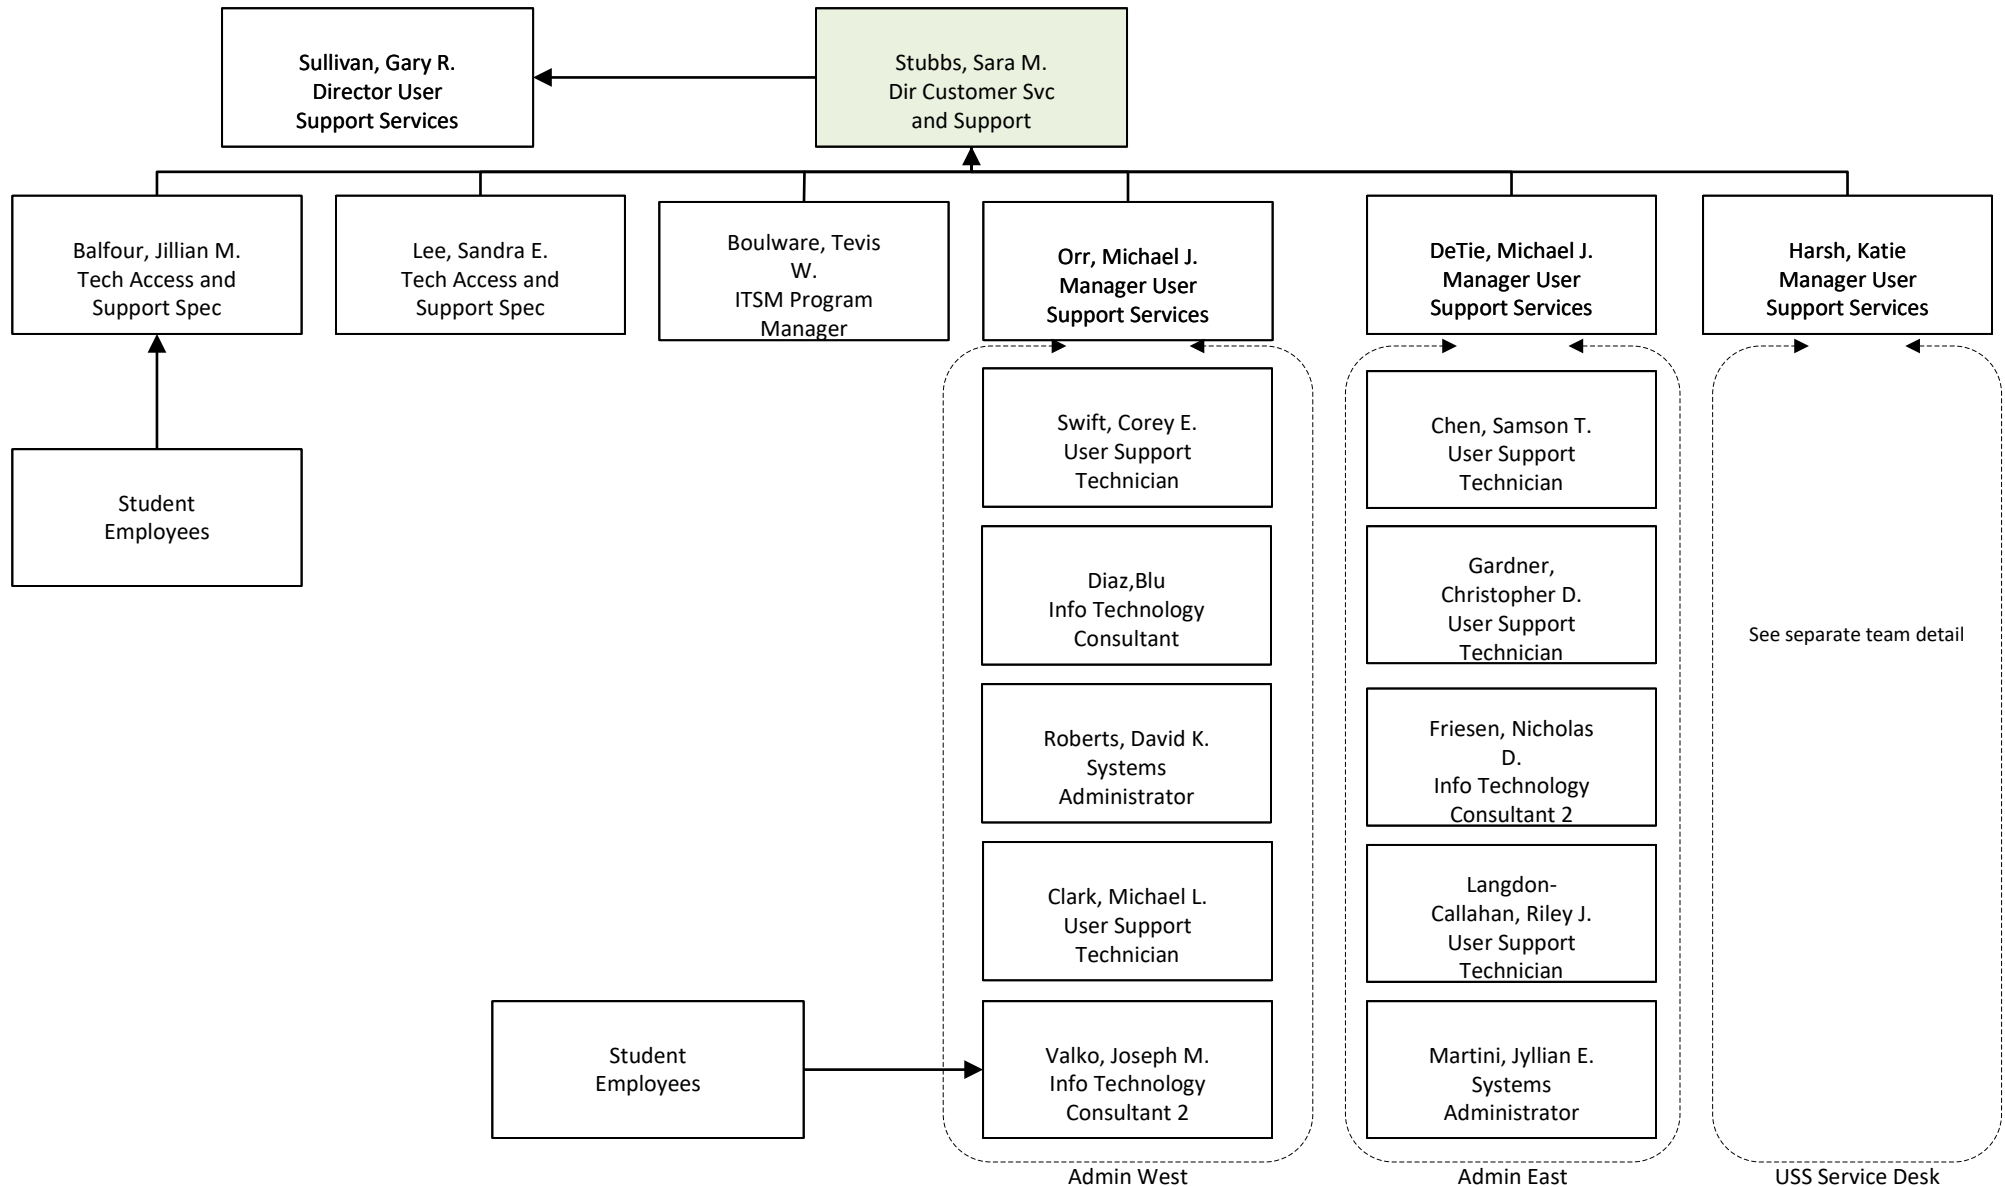 Sullivan, Gary R.
Director User
Support Services
Stubbs, Sara M.
Dir Customer Svc
and Support
Balfour, Jillian M.
Tech Access and
Support Spec
Lee, Sandra E.
Tech Access and
Support Spec
Boulware, Tevis
W.
ITSM Program
Manager
Orr, Michael J.
Manager User
Support Services
DeTie, Michael J.
Manager User
Support Services
Harsh, Katie
Manager User
Support Services
Student
Employees
Swift, Corey E.
User Support
Technician
Diaz,Blu
Info Technology
Consultant
Roberts, David K.
Systems
Administrator
Clark, Michael L.
User Support
Technician
Student
Employees
Valko, Joseph M.
Info Technology
Consultant 2
Admin West
Chen, Samson T.
User Support
Technician
Gardner,
Christopher D.
User Support
Technician
Friesen, Nicholas
D.
Info Technology
Consultant 2
Langdon-
Callahan, Riley J.
User Support
Technician
Martini, Jyllian E.
Systems
Administrator
Admin East
See separate team detail
USS Service Desk